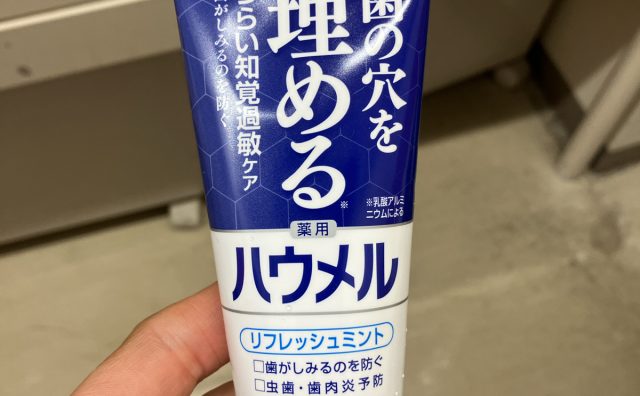 歯の穴を
埋める※
つらい知覚過敏ケア
歯がしみるのを防ぐ
※乳酸アルミ
ニウムによる
薬用
ハウメル
リフレッシュミント
□歯がしみるのを防ぐ
□虫歯・歯肉炎予防